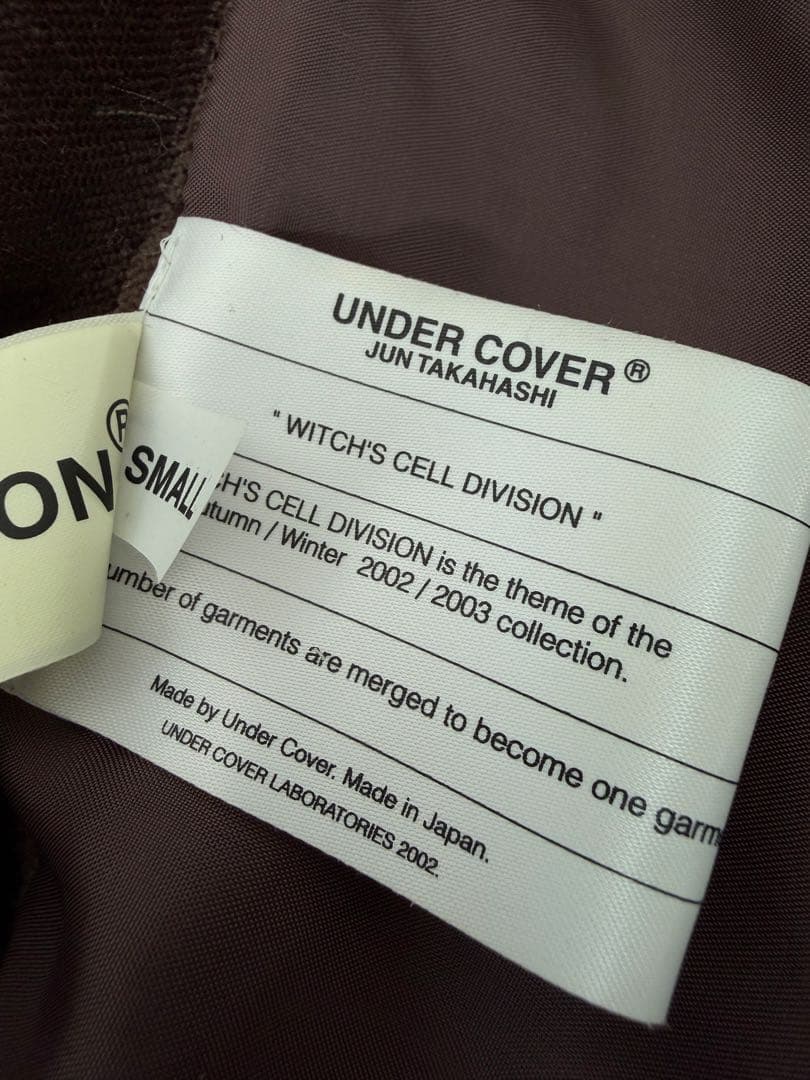 UNDER COVER®
JUN TAKAHASHI
" WITCH'S CELL DIVISION "
CH'S CELL DIVISION is the theme of the
utumn / Winter 2002 / 2003 collection.
umber of garments are merged to become one garm
Made by Under Cover. Made in Japan.
UNDER COVER LABORATORIES 2002.
ON®
SMALL